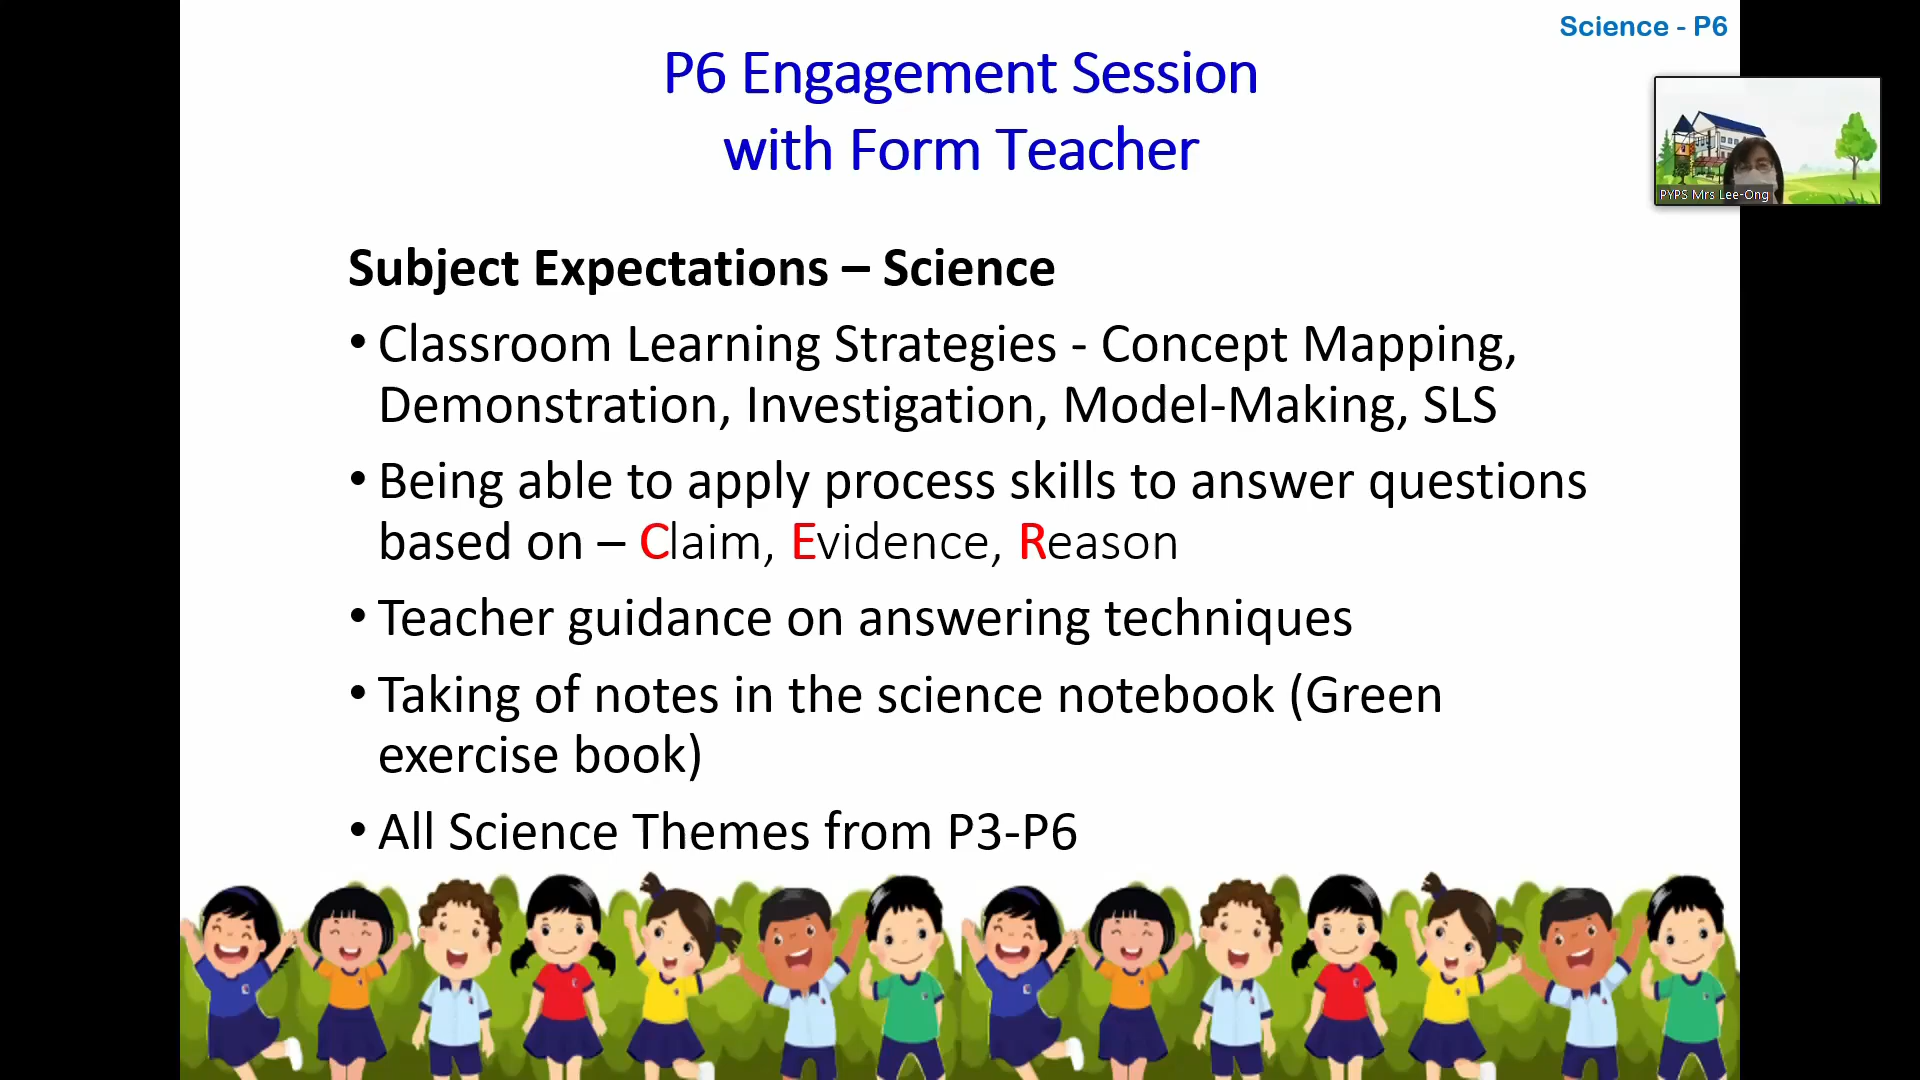 Science - P6
P6 Engagement Session
with Form Teacher
PYPS Mrs Lee-Ong
Subject Expectations – Science
• Classroom Learning Strategies - Concept Mapping,
Demonstration, Investigation, Model-Making, SLS
• Being able to apply process skills to answer questions
based on – Claim, Evidence, Reason
• Teacher guidance on answering techniques
• Taking of notes in the science notebook (Green
exercise book)
• All Science Themes from P3-P6